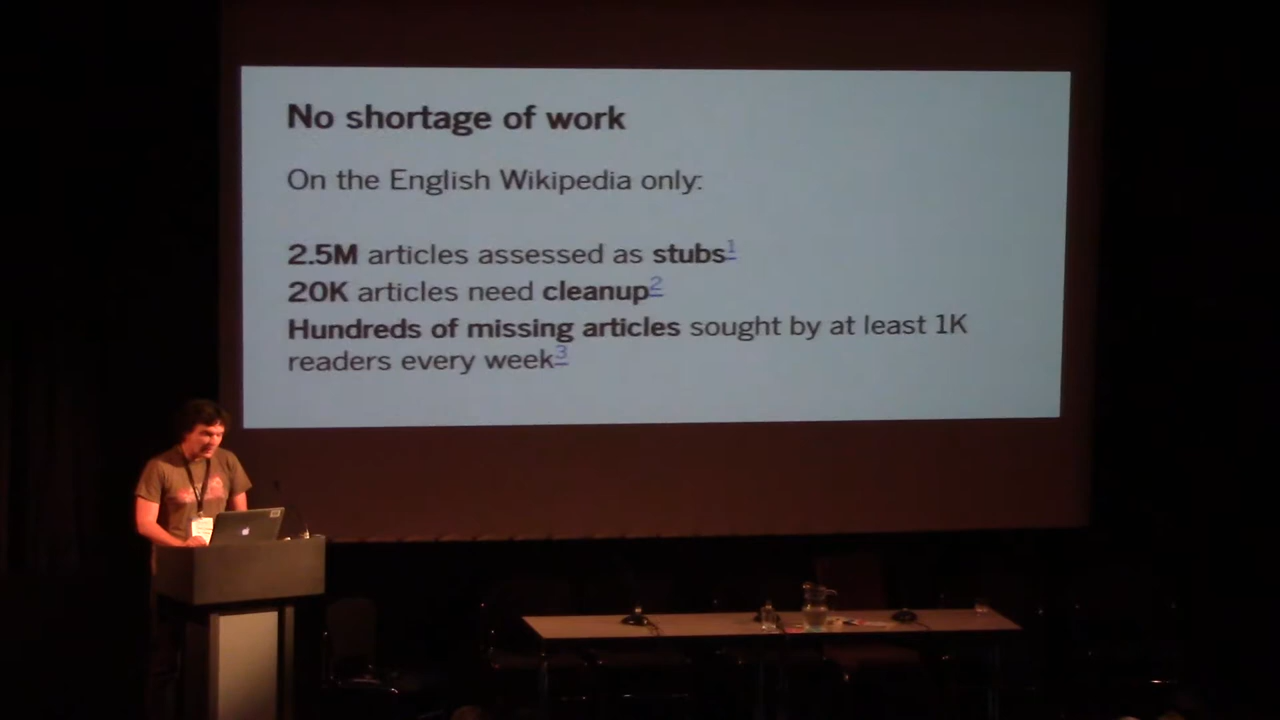 No shortage of work
On the English Wikipedia only:
2.5M articles assessed as stubs1
20K articles need cleanup2
Hundreds of missing articles sought by at least 1K
readers every week3